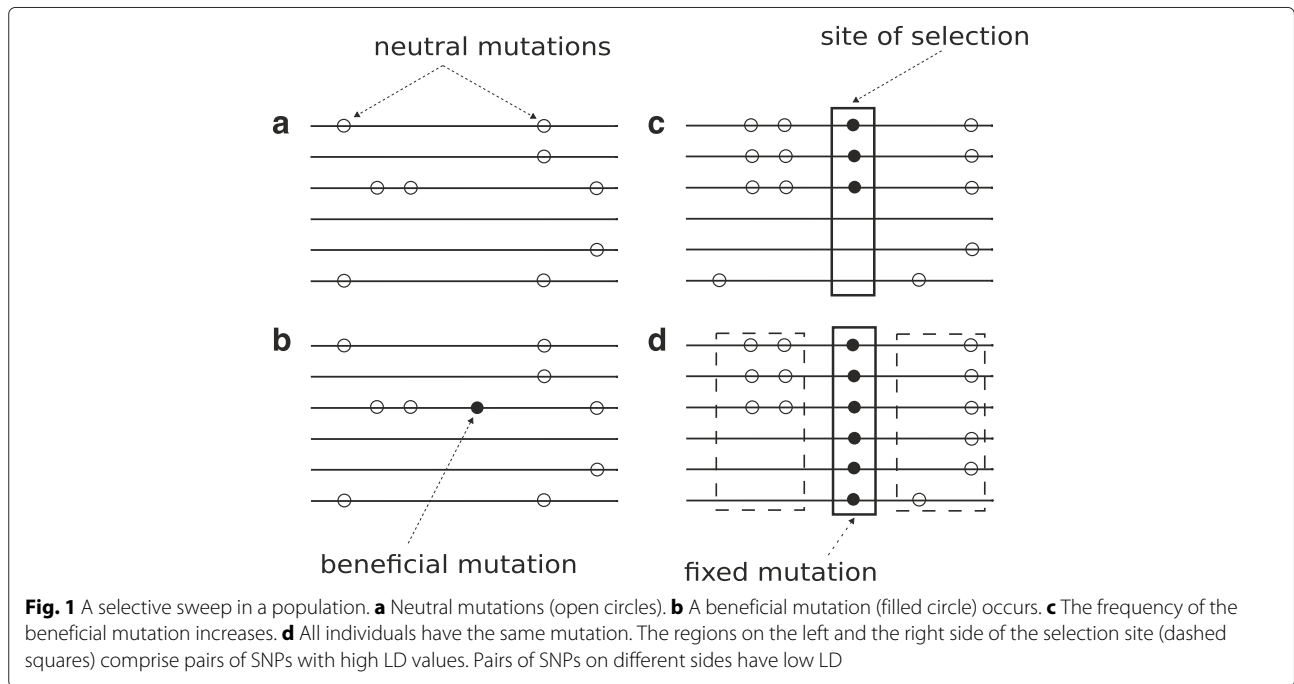 neutral mutations
site of selection
a
c
b
d
beneficial mutation
fixed mutation
Fig. 1 A selective sweep in a population. a Neutral mutations (open circles). b A beneficial mutation (filled circle) occurs. c The frequency of the
beneficial mutation increases. d All individuals have the same mutation. The regions on the left and the right side of the selection site (dashed
squares) comprise pairs of SNPs with high LD values. Pairs of SNPs on different sides have low LD